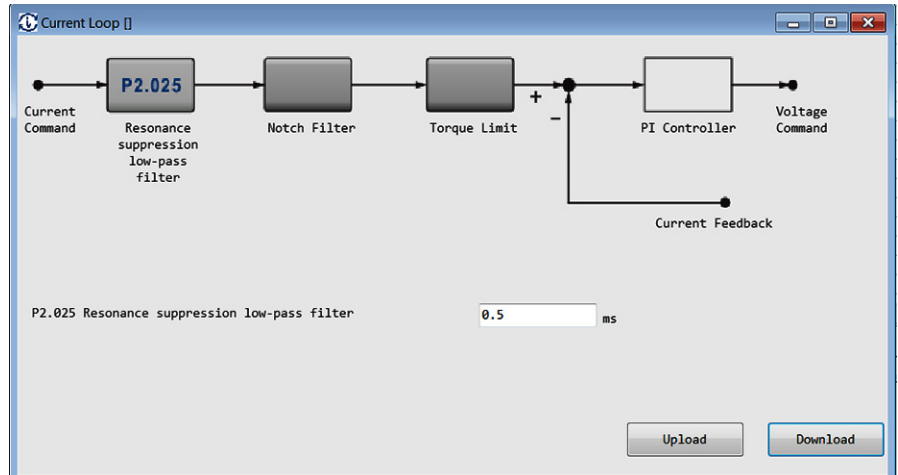 Current Loop []
P2.025
+
−
Current
Command
Resonance
suppression
low-pass
filter
Notch Filter
Torque Limit
PI Controller
Voltage
Command
Current Feedback
P2.025 Resonance suppression low-pass filter 0.5 ms
Upload Download